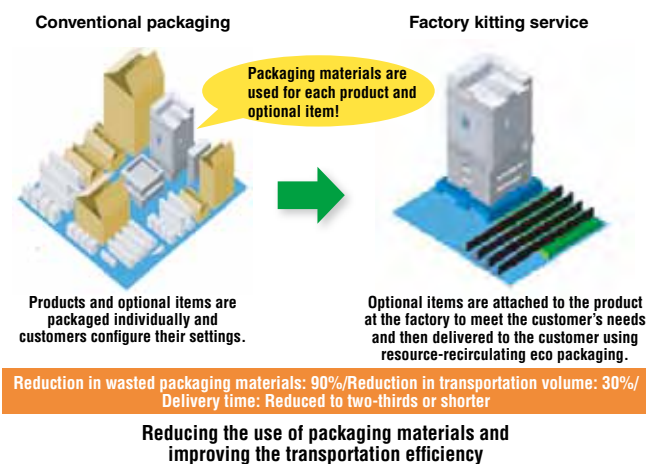 Conventional packaging
Factory kitting service
Packaging materials are
used for each product and
optional item!
Products and optional items are
packaged individually and
customers configure their settings.
Optional items are attached to the product
at the factory to meet the customer's needs
and then delivered to the customer using
resource-recirculating eco packaging.
Reduction in wasted packaging materials: 90%/Reduction in transportation volume: 30%/
Delivery time: Reduced to two-thirds or shorter
Reducing the use of packaging materials and
improving the transportation efficiency